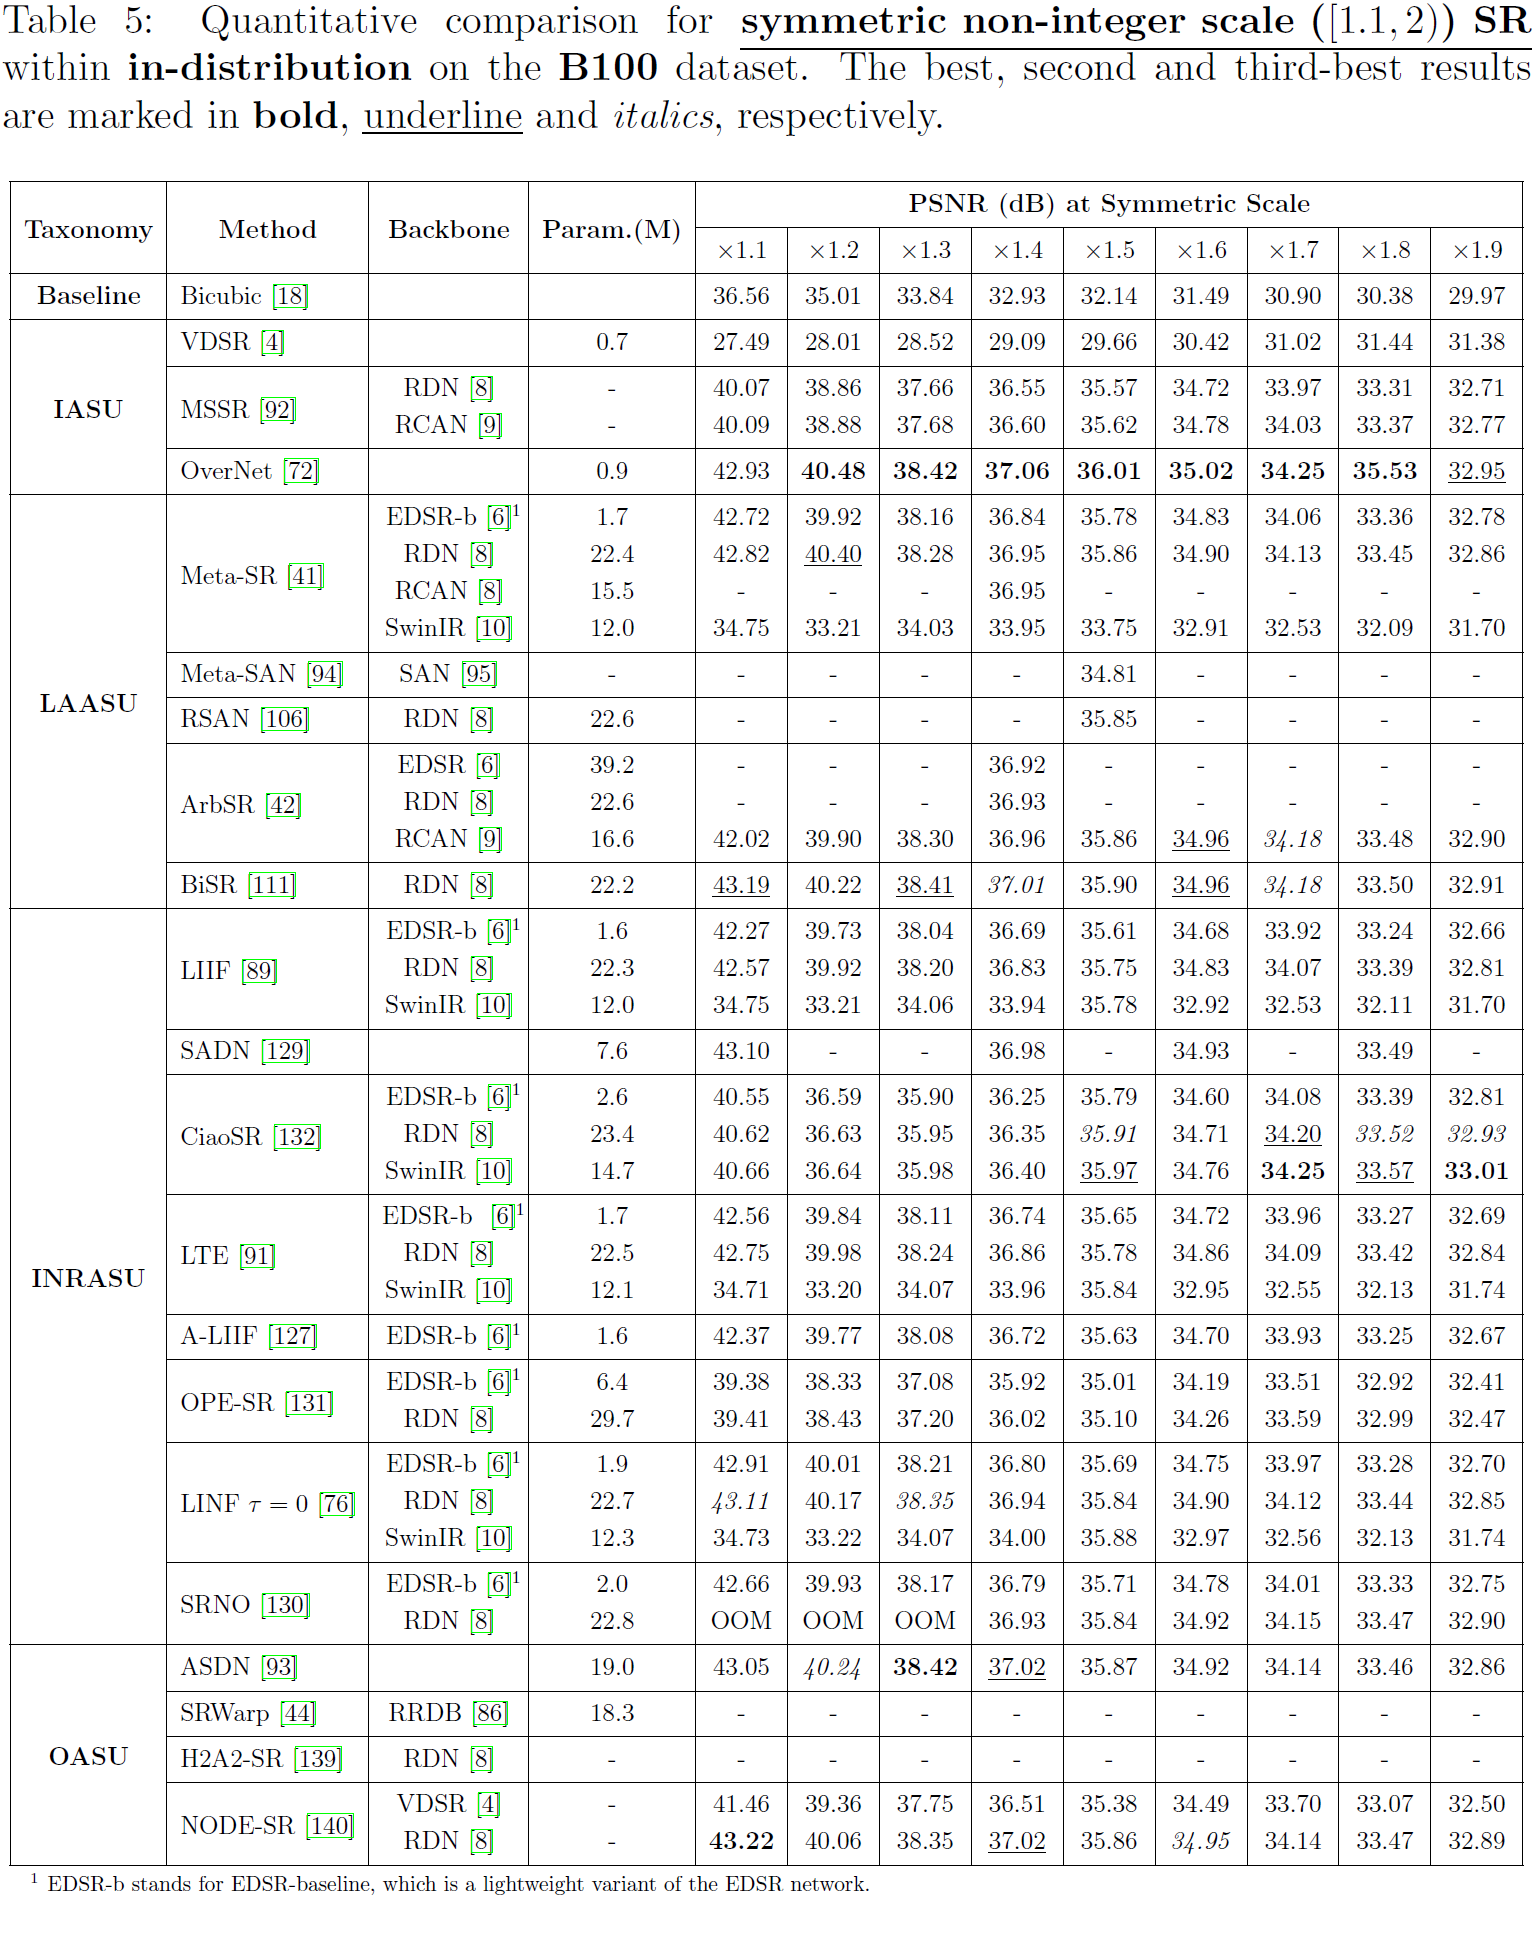 Table 5: Quantitative comparison for symmetric non-integer scale ([1.1, 2)) SR
within in-distribution on the B100 dataset. The best, second and third-best results
are marked in bold, underline and italics, respectively.
Taxonomy Method Backbone Param.(M) PSNR (dB) at Symmetric Scale
×1.1 ×1.2 ×1.3 ×1.4 ×1.5 ×1.6 ×1.7 ×1.8 ×1.9
Baseline Bicubic [18] 36.56 35.01 33.84 32.93 32.14 31.49 30.90 30.38 29.97
IASU VDSR [4] 0.7 27.49 28.01 28.52 29.09 29.66 30.42 31.02 31.44 31.38
MSSR [92] RDN [8] - 40.07 38.86 37.66 36.55 35.57 34.72 33.97 33.31 32.71
RCAN [9] - 40.09 38.88 37.68 36.60 35.62 34.78 34.03 33.37 32.77
OverNet [72] 0.9 42.93 40.48 38.42 37.06 36.01 35.02 34.25 35.53 32.95
LAASU Meta-SR [41] EDSR-b [6]¹ 1.7 42.72 39.92 38.16 36.84 35.78 34.83 34.06 33.36 32.78
RDN [8] 22.4 42.82 40.40 38.28 36.95 35.86 34.90 34.13 33.45 32.86
RCAN [8] 15.5 - - - 36.95 - - - - -
SwinIR [10] 12.0 34.75 33.21 34.03 33.95 33.75 32.91 32.53 32.09 31.70
Meta-SAN [94] SAN [95] - - - - - 34.81 - - - -
RSAN [106] RDN [8] 22.6 - - - - 35.85 - - - -
ArbSR [42] EDSR [6] 39.2 - - - 36.92 - - - - -
RDN [8] 22.6 - - - 36.93 - - - - -
RCAN [9] 16.6 42.02 39.90 38.30 36.96 35.86 34.96 34.18 33.48 32.90
BiSR [111] RDN [8] 22.2 43.19 40.22 38.41 37.01 35.90 34.96 34.18 33.50 32.91
INRASU LIIF [89] EDSR-b [6]¹ 1.6 42.27 39.73 38.04 36.69 35.61 34.68 33.92 33.24 32.66
RDN [8] 22.3 42.57 39.92 38.20 36.83 35.75 34.83 34.07 33.39 32.81
SwinIR [10] 12.0 34.75 33.21 34.06 33.94 35.78 32.92 32.53 32.11 31.70
SADN [129] 7.6 43.10 - - 36.98 - 34.93 - 33.49 -
CiaoSR [132] EDSR-b [6]¹ 2.6 40.55 36.59 35.90 36.25 35.79 34.60 34.08 33.39 32.81
RDN [8] 23.4 40.62 36.63 35.95 36.35 35.91 34.71 34.20 33.52 32.93
SwinIR [10] 14.7 40.66 36.64 35.98 36.40 35.97 34.76 34.25 33.57 33.01
LTE [91] EDSR-b [6]¹ 1.7 42.56 39.84 38.11 36.74 35.65 34.72 33.96 33.27 32.69
RDN [8] 22.5 42.75 39.98 38.24 36.86 35.78 34.86 34.09 33.42 32.84
SwinIR [10] 12.1 34.71 33.20 34.07 33.96 35.84 32.95 32.55 32.13 31.74
A-LIIF [127] EDSR-b [6]¹ 1.6 42.37 39.77 38.08 36.72 35.63 34.70 33.93 33.25 32.67
OPE-SR [131] EDSR-b [6]¹ 6.4 39.38 38.33 37.08 35.92 35.01 34.19 33.51 32.92 32.41
RDN [8] 29.7 39.41 38.43 37.20 36.02 35.10 34.26 33.59 32.99 32.47
LINF τ = 0 [76] EDSR-b [6]¹ 1.9 42.91 40.01 38.21 36.80 35.69 34.75 33.97 33.28 32.70
RDN [8] 22.7 43.11 40.17 38.35 36.94 35.84 34.90 34.12 33.44 32.85
SwinIR [10] 12.3 34.73 33.22 34.07 34.00 35.88 32.97 32.56 32.13 31.74
SRNO [130] EDSR-b [6]¹ 2.0 42.66 39.93 38.17 36.79 35.71 34.78 34.01 33.33 32.75
RDN [8] 22.8 OOM OOM OOM 36.93 35.84 34.92 34.15 33.47 32.90
OASU ASDN [93] 19.0 43.05 40.24 38.42 37.02 35.87 34.92 34.14 33.46 32.86
SRWarp [44] RRDB [86] 18.3 - - - - - - - - -
H2A2-SR [139] RDN [8] - - - - - - - - - -
NODE-SR [140] VDSR [4] - 41.46 39.36 37.75 36.51 35.38 34.49 33.70 33.07 32.50
RDN [8] - 43.22 40.06 38.35 37.02 35.86 34.95 34.14 33.47 32.89
¹ EDSR-b stands for EDSR-baseline, which is a lightweight variant of the EDSR network.